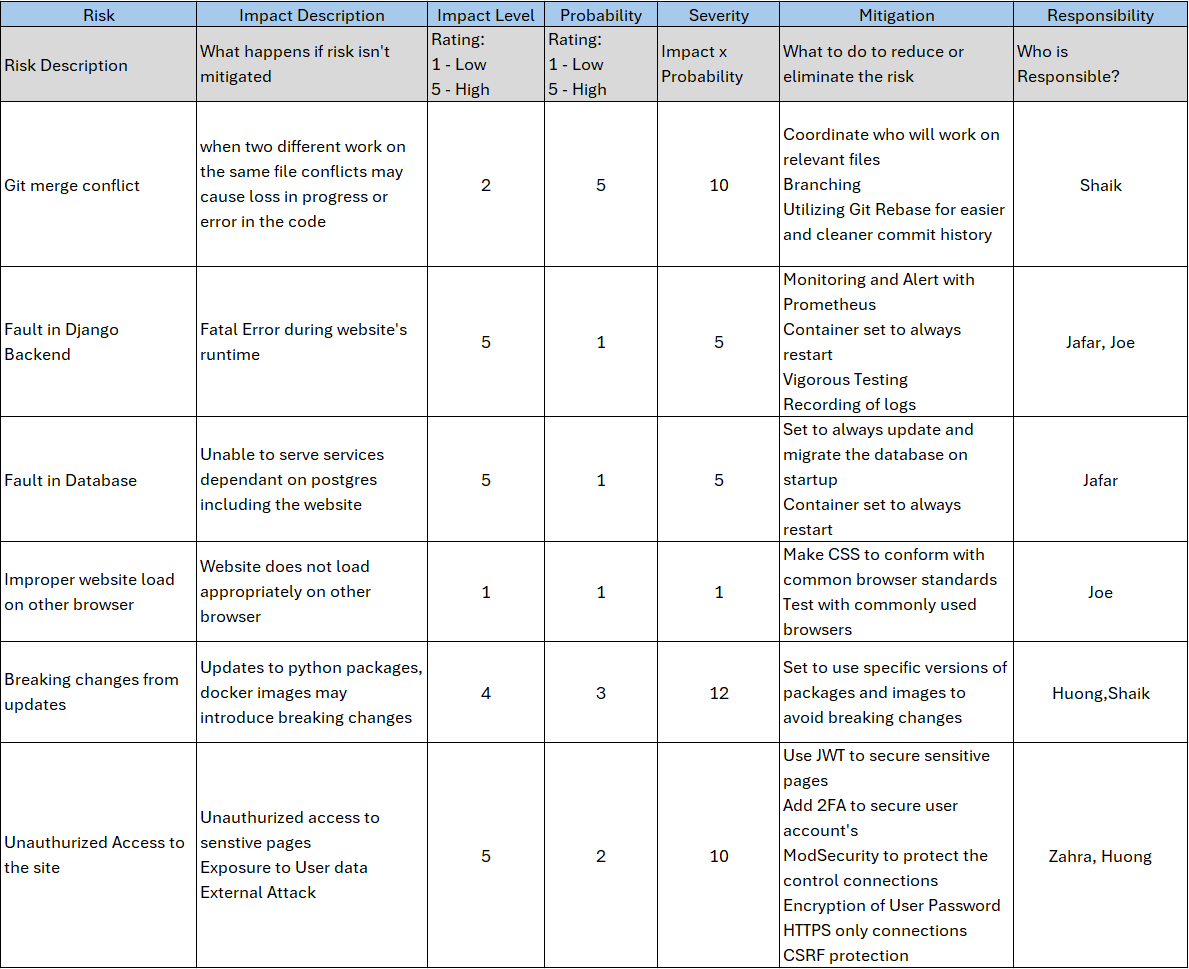 Risk
Impact Description
Impact Level
Probability
Severity
Mitigation
Responsibility
Risk Description
What happens if risk isn't
mitigated
Rating:
1 - Low
5 - High
Rating:
1 - Low
5 - High
Impact x
Probability
What to do to reduce or
eliminate the risk
Who is
Responsible?
Git merge conflict
when two different work on
the same file conflicts may
cause loss in progress or
error in the code
2
5
10
Coordinate who will work on
relevant files
Branching
Utilizing Git Rebase for easier
and cleaner commit history
Shaik
Fault in Django
Backend
Fatal Error during website's
runtime
5
1
5
Monitoring and Alert with
Prometheus
Container set to always
restart
Vigorous Testing
Recording of logs
Jafar, Joe
Fault in Database
Unable to serve services
dependant on postgres
including the website
5
1
5
Set to always update and
migrate the database on
startup
Container set to always
restart
Jafar
Improper website load
on other browser
Website does not load
appropriately on other
browser
1
1
1
Make CSS to conform with
common browser standards
Test with commonly used
browsers
Joe
Breaking changes from
updates
Updates to python packages,
docker images may
introduce breaking changes
4
3
12
Set to use specific versions of
packages and images to
avoid breaking changes
Huong,Shaik
Unauthurized Access to
the site
Unauthurized access to
senstive pages
Exposure to User data
External Attack
5
2
10
Use JWT to secure sensitive
pages
Add 2FA to secure user
account's
ModSecurity to protect the
control connections
Encryption of User Password
HTTPS only connections
CSRF protection
Zahra, Huong